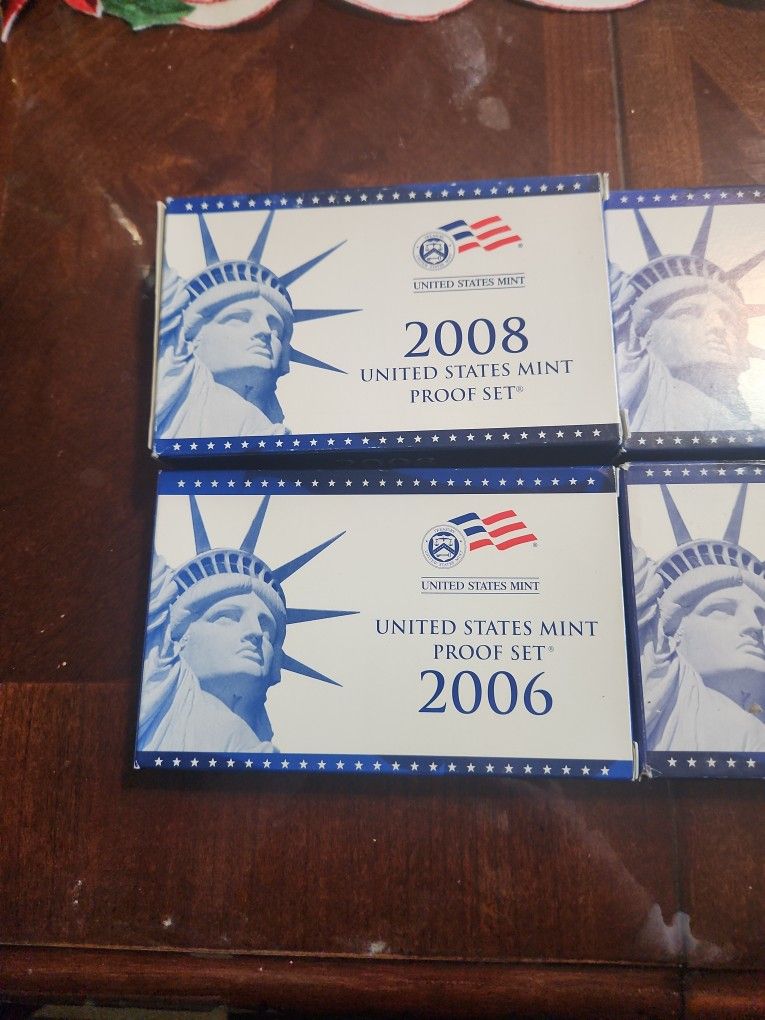 UNITED STATES MINT
2008
UNITED STATES MINT
PROOF SET®
®
UNITED STATES MINT
UNITED STATES MINT
PROOF SET®
2006
®